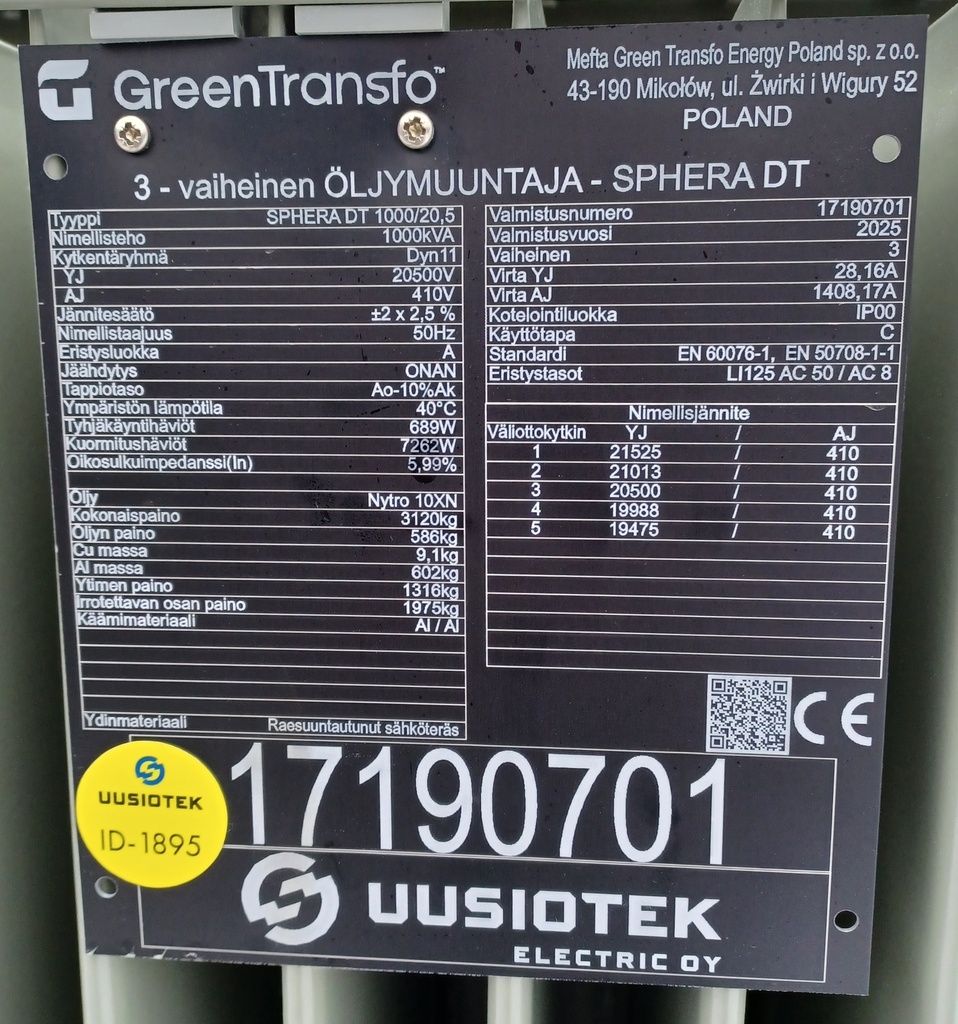 GreenTransfo™
Mefta Green Transfo Energy Poland sp. z o.o.
43-190 Mikołów, ul. Żwirki i Wigury 52
POLAND
3 - vaiheinen ÖLJYMUUNTAJA - SPHERA DT
Tyyppi SPHERA DT 1000/20,5
Nimellisteho 1000kVA
Kytkentäryhmä Dyn11
YJ 20500V
AJ 410V
Jännitesäätö ±2 x 2,5 %
Nimellistaajuus 50Hz
Eristysluokka A
Jäähdytys ONAN
Tappiotaso Ao-10%Ak
Ympäristön lämpötila 40°C
Tyhjäkäyntihäviöt 689W
Kuormitushäviöt 7262W
Oikosulkuimpedanssi(In) 5,99%
Öljy Nytro 10XN
Kokonaispaino 3120kg
Öljyn paino 586kg
Cu massa 9,1kg
Al massa 602kg
Ytimen paino 1316kg
Irrotettavan osan paino 1975kg
Käämimateriaali Al / Al
Ydinmateriaali Raesuuntautunut sähköteräs
Valmistusnumero 17190701
Valmistusvuosi 2025
Vaiheinen 3
Virta YJ 28,16A
Virta AJ 1408,17A
Kotelointiluokka IP00
Käyttötapa C
Standardi EN 60076-1, EN 50708-1-1
Eristystasot LI125 AC 50 / AC 8
Nimellisjännite
Väliottokytkin YJ / AJ
1 21525 / 410
2 21013 / 410
3 20500 / 410
4 19988 / 410
5 19475 / 410
CE
17190701
UUSIOTEK
ID-1895
UUSIOTEK
ELECTRIC OY